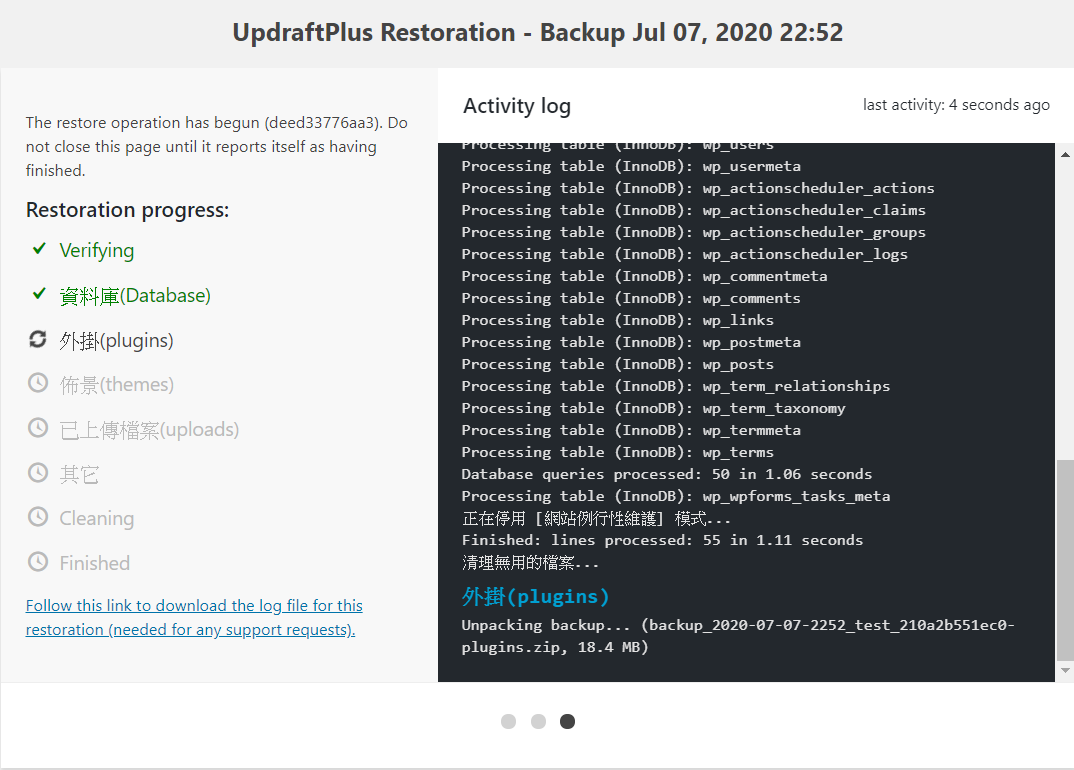 UpdraftPlus Restoration - Backup Jul 07, 2020 22:52
The restore operation has begun (deed33776aa3). Do
not close this page until it reports itself as having
finished.
Restoration progress:
Verifying
資料庫(Database)
外掛(plugins)
佈景(themes)
已上傳檔案(uploads)
其它
Cleaning
Finished
Follow this link to download the log file for this
restoration (needed for any support requests).
Activity log
last activity: 4 seconds ago
Processing table (InnoDB): wp_users
Processing table (InnoDB): wp_usermeta
Processing table (InnoDB): wp_actionscheduler_actions
Processing table (InnoDB): wp_actionscheduler_claims
Processing table (InnoDB): wp_actionscheduler_groups
Processing table (InnoDB): wp_actionscheduler_logs
Processing table (InnoDB): wp_commentmeta
Processing table (InnoDB): wp_comments
Processing table (InnoDB): wp_links
Processing table (InnoDB): wp_postmeta
Processing table (InnoDB): wp_posts
Processing table (InnoDB): wp_term_relationships
Processing table (InnoDB): wp_term_taxonomy
Processing table (InnoDB): wp_termmeta
Processing table (InnoDB): wp_terms
Database queries processed: 50 in 1.06 seconds
Processing table (InnoDB): wp_wpforms_tasks_meta
正在停用 [網站例行性維護] 模式...
Finished: lines processed: 55 in 1.11 seconds
清理無用的檔案...
外掛(plugins)
Unpacking backup... (backup_2020-07-07-2252_test_210a2b551ec0-
plugins.zip, 18.4 MB)